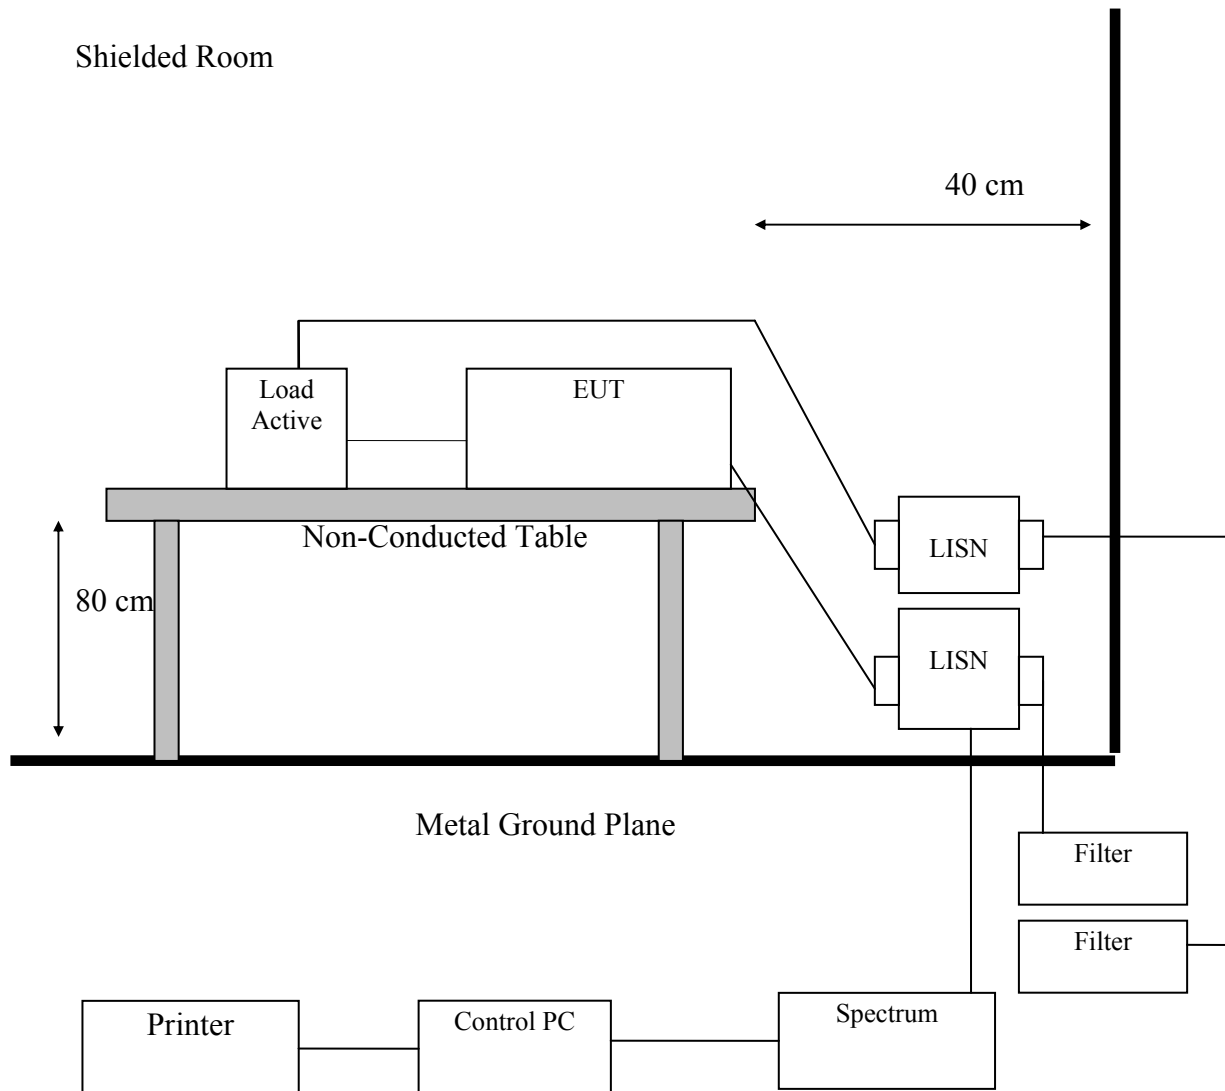 Shielded Room
40 cm
Load
Active
EUT
Non-Conducted Table
LISN
80 cm
LISN
Metal Ground Plane
Filter
Filter
Printer
Control PC
Spectrum